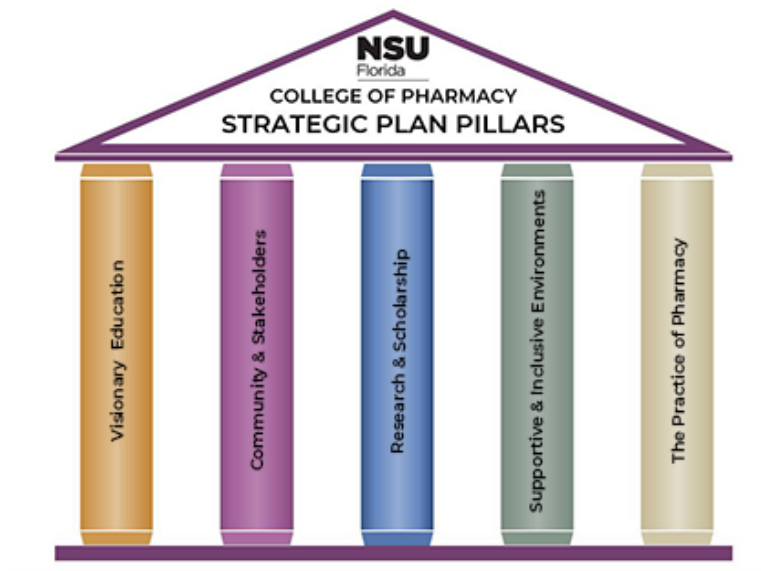 NSU
Florida
COLLEGE OF PHARMACY
STRATEGIC PLAN PILLARS
Visionary Education
Community & Stakeholders
Research & Scholarship
Supportive & Inclusive Environments
The Practice of Pharmacy